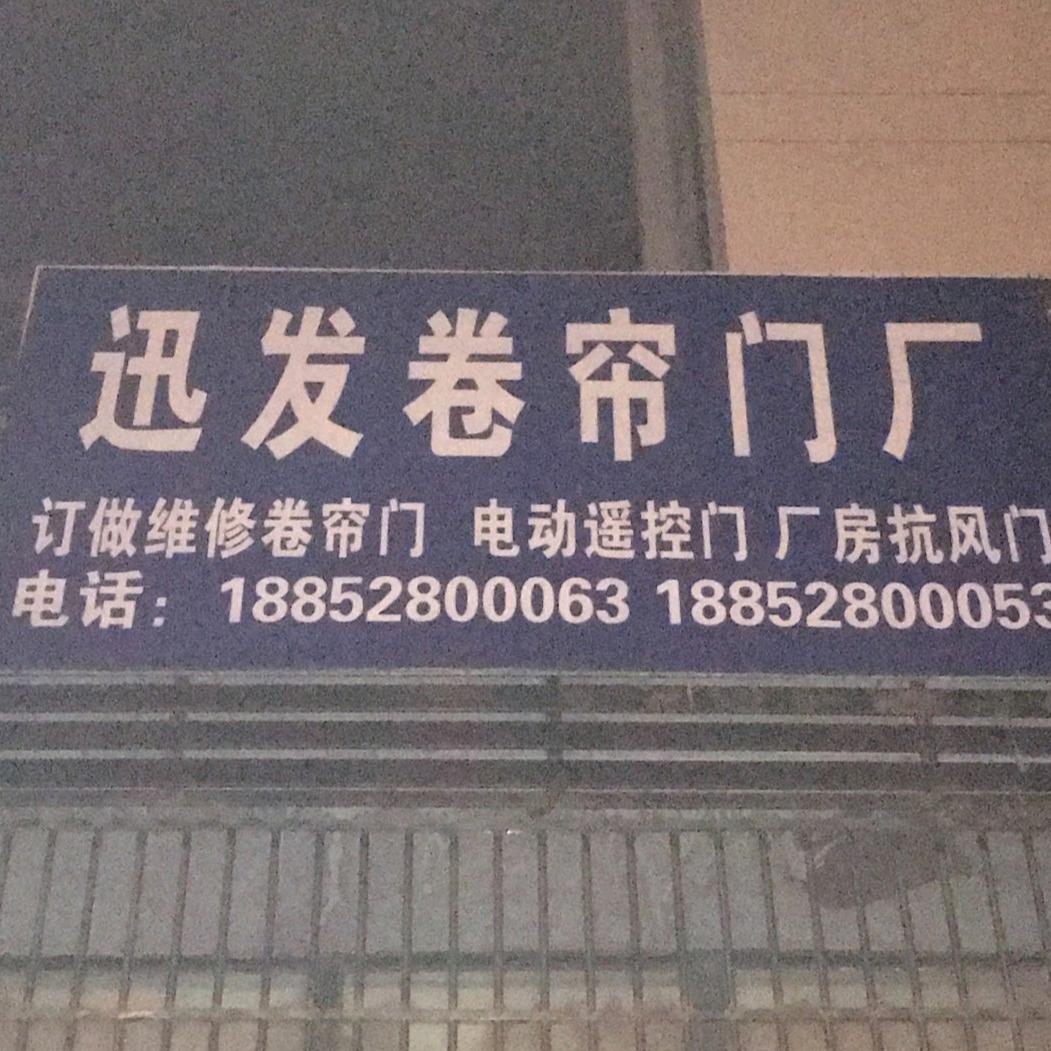 迅发卷帘门厂
订做维修卷帘门 电动遥控门 厂房抗风门
电话: 18852800063 18852800053